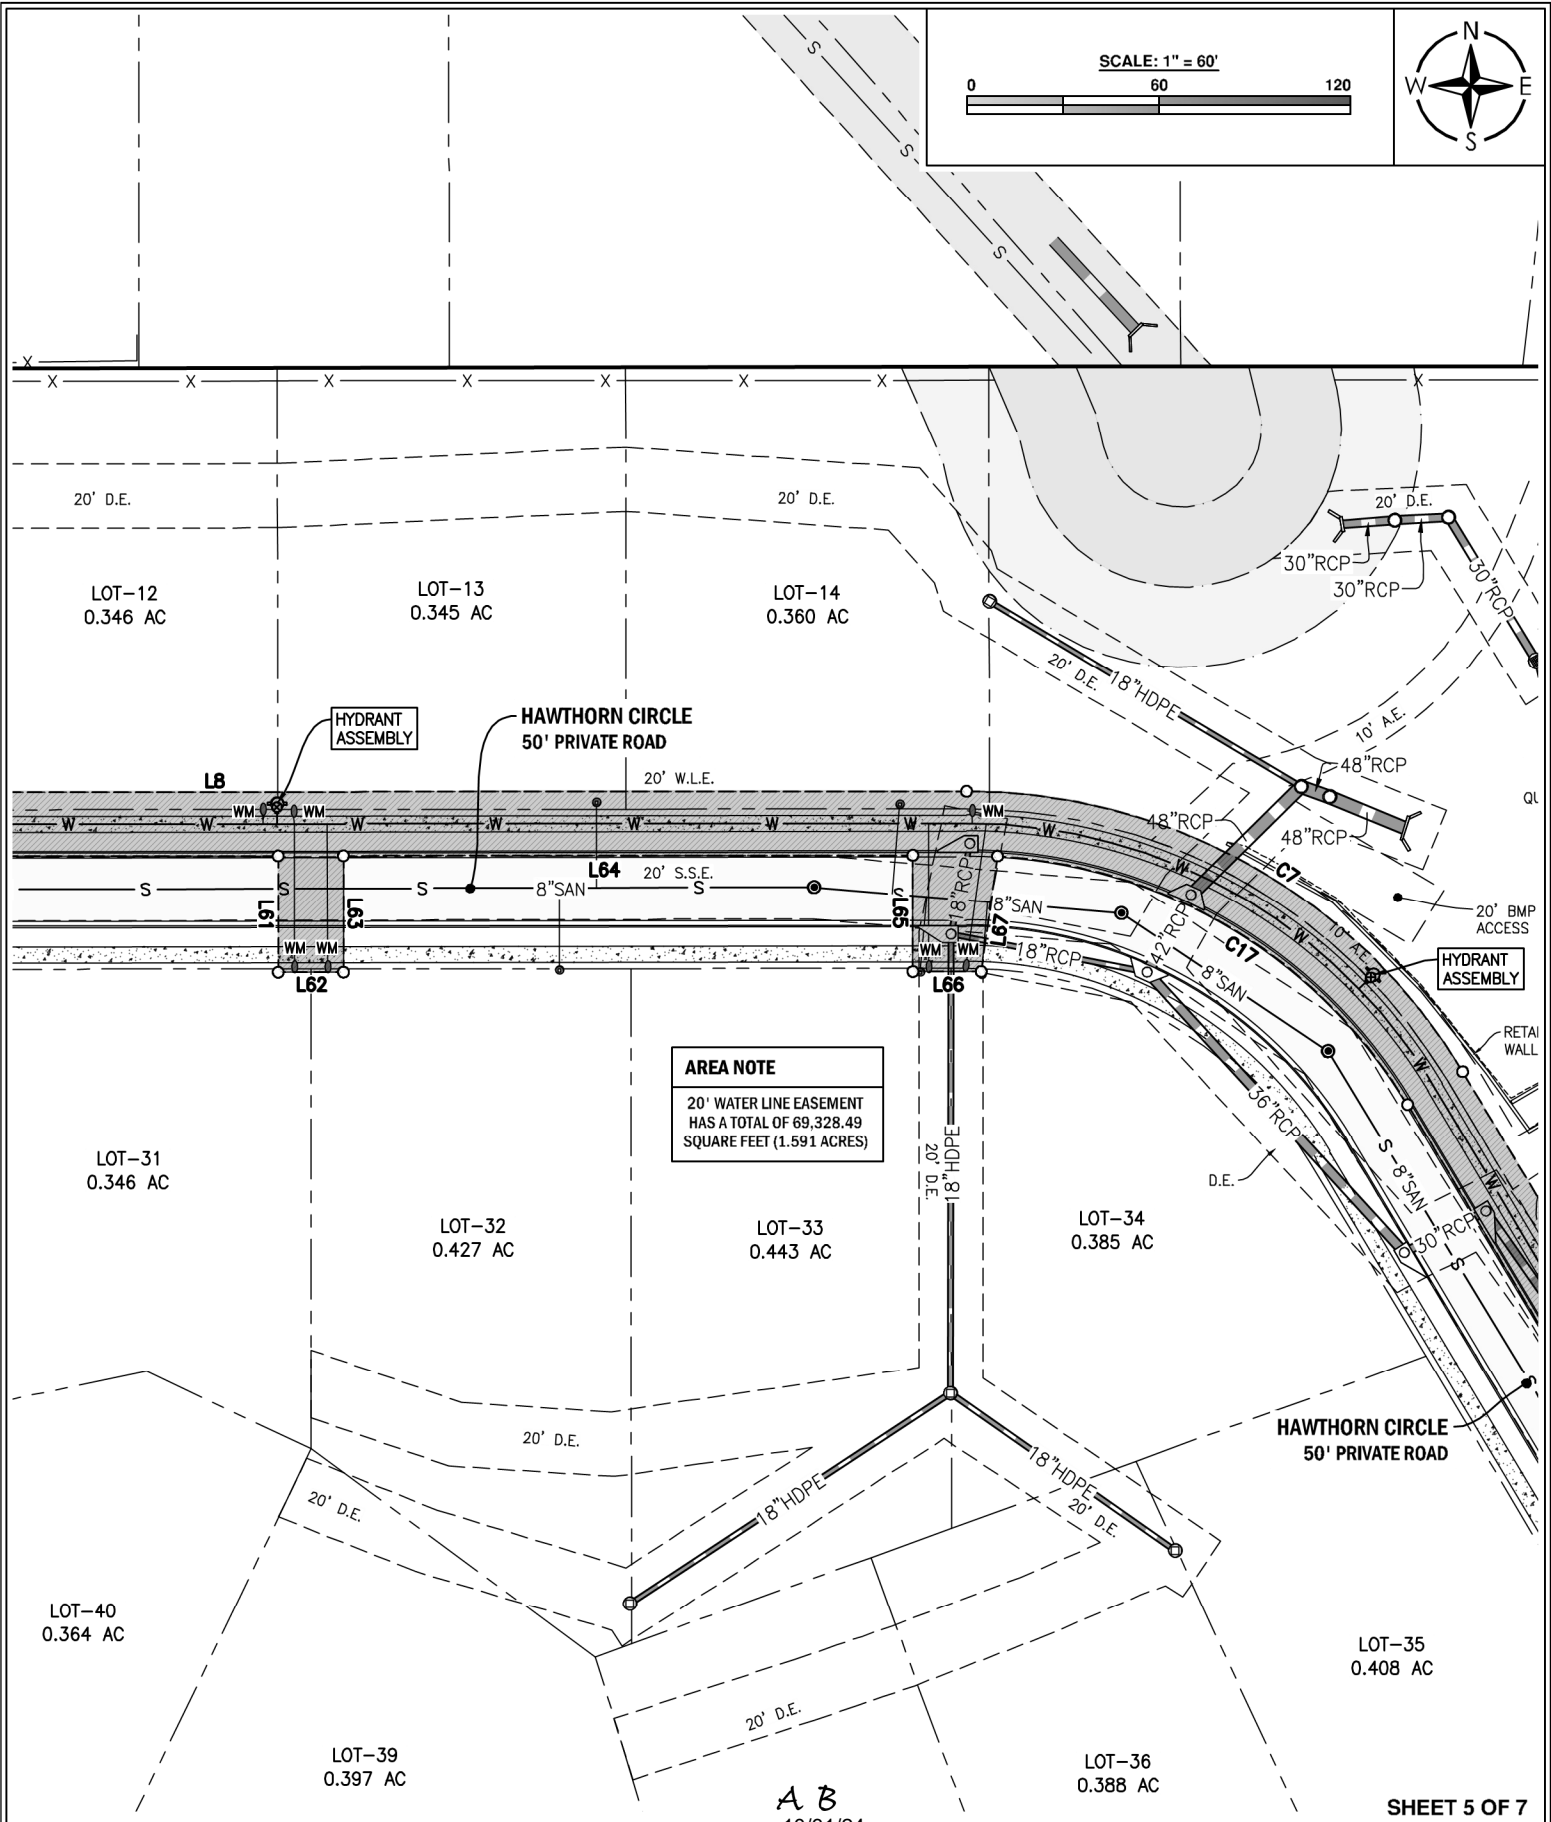 SCALE: 1" = 60'
0 60 120
N
W E
S
S
S
S
X
X X X X X X X X
20' D.E.
20' D.E.
20' D.E.
30"RCP
30"RCP
30"RCP
LOT-12
0.346 AC
LOT-13
0.345 AC
LOT-14
0.360 AC
20' D.E.
18"HDPE
10' A.E.
HYDRANT
ASSEMBLY
HAWTHORN CIRCLE
50' PRIVATE ROAD
L8
20' W.L.E.
48"RCP
48"RCP
48"RCP
WM WM WM
W W W W W W W W W
C7
L64
20' S.S.E.
S S S 8"SAN S
L61
L63
L65
18"RCP
L67
8"SAN
42"RCP
C17
10' A.E.
W
20' BMP
ACCESS
WM WM
WM WM
18"RCP
L62
L66
8"SAN
HYDRANT
ASSEMBLY
WALL
AREA NOTE
20' WATER LINE EASEMENT
HAS A TOTAL OF 69,328.49
SQUARE FEET (1.591 ACRES)
W
36"RCP
20' D.E.
18"HDPE
D.E.
S
8"SAN
W
30"RCP
S
LOT-31
0.346 AC
LOT-32
0.427 AC
LOT-33
0.443 AC
LOT-34
0.385 AC
S
HAWTHORN CIRCLE
50' PRIVATE ROAD
20' D.E.
20' D.E.
18"HDPE
18"HDPE
20' D.E.
LOT-40
0.364 AC
LOT-35
0.408 AC
20' D.E.
LOT-39
0.397 AC
LOT-36
0.388 AC
A B
SHEET 5 OF 7